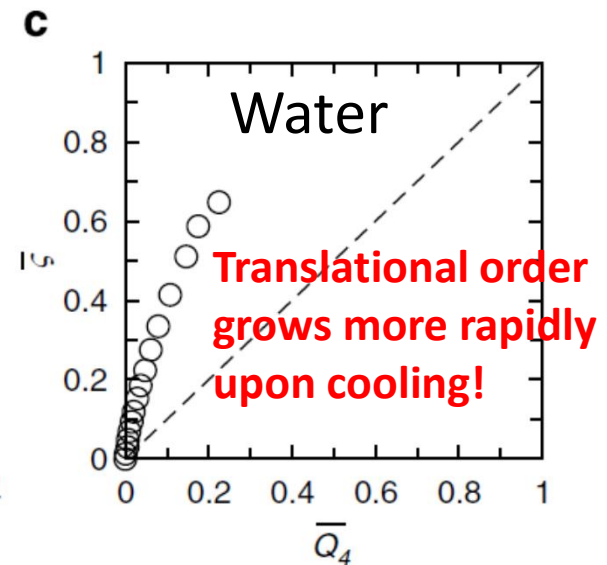 c
1
Water
0.8
0.6
ζ̅
Translational order
0.4
grows more rapidly
0.2
upon cooling!
0
0 0.2 0.4 0.6 0.8 1
Q̅₄